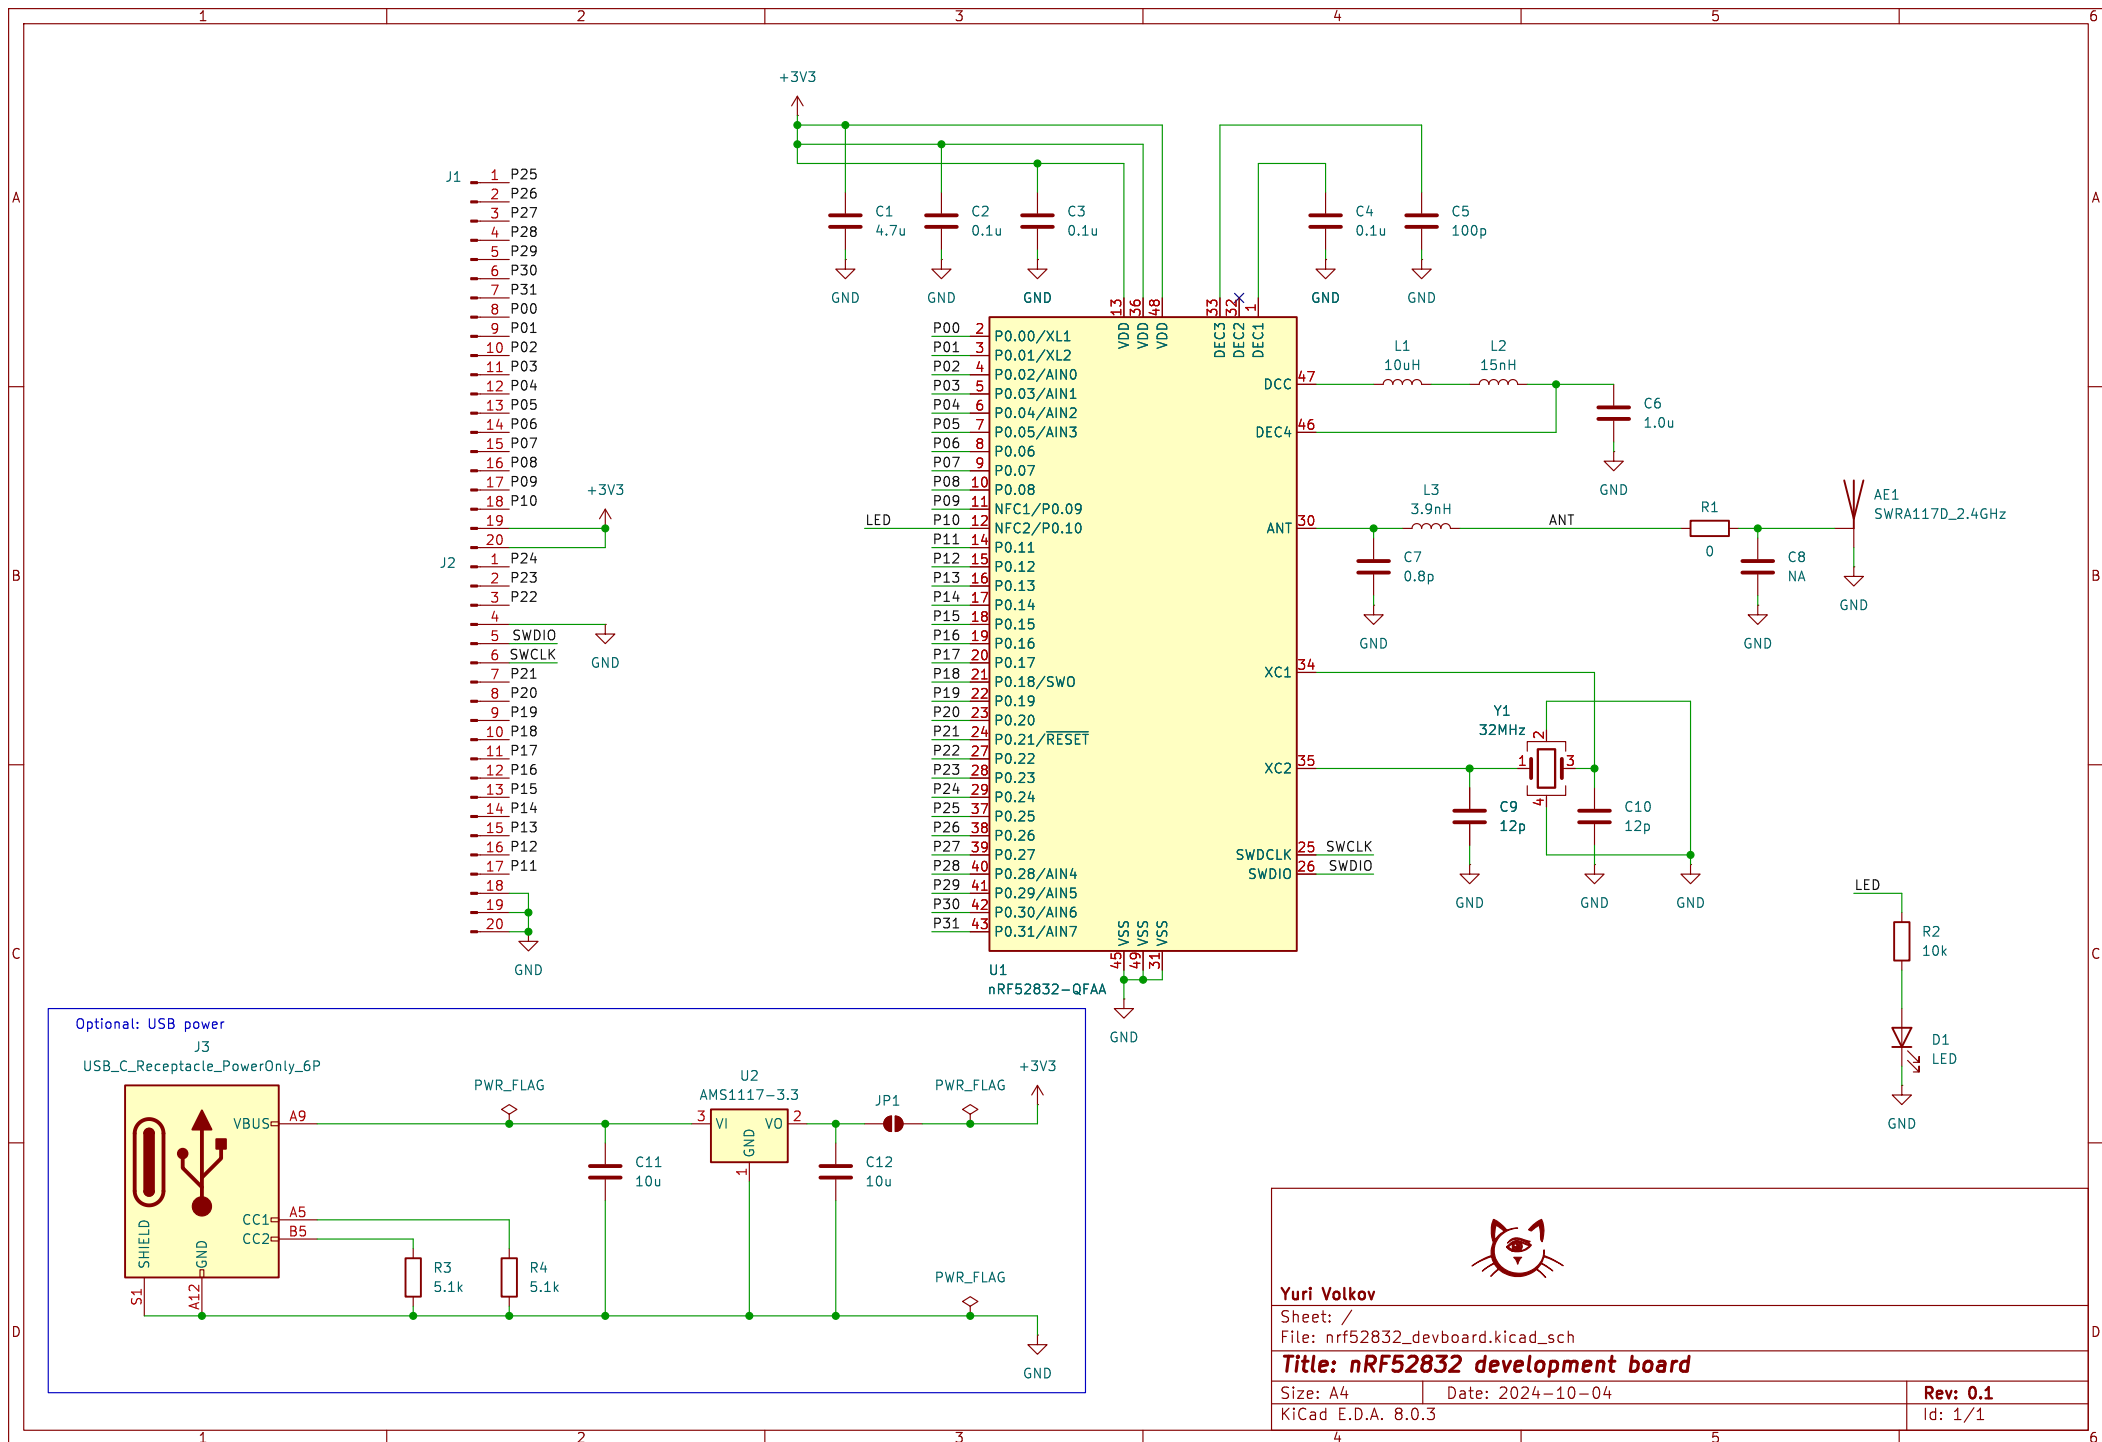 1 2 3 4 5 6
A
B
C
D
A
B
C
D
1 2 3 4 5 6
J1
1 P25
2 P26
3 P27
4 P28
5 P29
6 P30
7 P31
8 P00
9 P01
10 P02
11 P03
12 P04
13 P05
14 P06
15 P07
16 P08
17 P09
18 P10
19
20
+3V3
J2
1 P24
2 P23
3 P22
4
5 SWDIO
6 SWCLK
7 P21
8 P20
9 P19
10 P18
11 P17
12 P16
13 P15
14 P14
15 P13
16 P12
17 P11
18
19
20
GND
GND
+3V3
C1
4.7u
GND
C2
0.1u
GND
C3
0.1u
GND
C4
0.1u
GND
C5
100p
GND
13 36 48 33 32 1
VDD VDD VDD DEC3 DEC2 DEC1
P00 2 P0.00/XL1
P01 3 P0.01/XL2
P02 4 P0.02/AIN0
P03 5 P0.03/AIN1
P04 6 P0.04/AIN2
P05 7 P0.05/AIN3
P06 8 P0.06
P07 9 P0.07
P08 10 P0.08
P09 11 NFC1/P0.09
LED P10 12 NFC2/P0.10
P11 14 P0.11
P12 15 P0.12
P13 16 P0.13
P14 17 P0.14
P15 18 P0.15
P16 19 P0.16
P17 20 P0.17
P18 21 P0.18/SWO
P19 22 P0.19
P20 23 P0.20
P21 24 P0.21/RESET
P22 27 P0.22
P23 28 P0.23
P24 29 P0.24
P25 37 P0.25
P26 38 P0.26
P27 39 P0.27
P28 40 P0.28/AIN4
P29 41 P0.29/AIN5
P30 42 P0.30/AIN6
P31 43 P0.31/AIN7
VSS VSS VSS
45 49 31
U1
nRF52832-QFAA
GND
DCC 47
DEC4 46
ANT 30
XC1 34
XC2 35
SWDCLK 25 SWCLK
SWDIO 26 SWDIO
L1
10uH
L2
15nH
C6
1.0u
GND
L3
3.9nH
C7
0.8p
GND
ANT
R1
0
C8
NA
GND
AE1
SWRA117D_2.4GHz
GND
Y1
32MHz
2
1 3
4
C9
12p
GND
C10
12p
GND
GND
LED
R2
10k
D1
LED
GND
Optional: USB power
J3
USB_C_Receptacle_PowerOnly_6P
VBUS A9
CC1 A5
CC2 B5
SHIELD GND
S1 A12
R3
5.1k
R4
5.1k
PWR_FLAG
C11
10u
U2
AMS1117-3.3
3 VI VO 2
GND
1
C12
10u
JP1
PWR_FLAG
+3V3
PWR_FLAG
GND
Yuri Volkov
Sheet: /
File: nrf52832_devboard.kicad_sch
Title: nRF52832 development board
Size: A4 Date: 2024-10-04 Rev: 0.1
KiCad E.D.A. 8.0.3 Id: 1/1